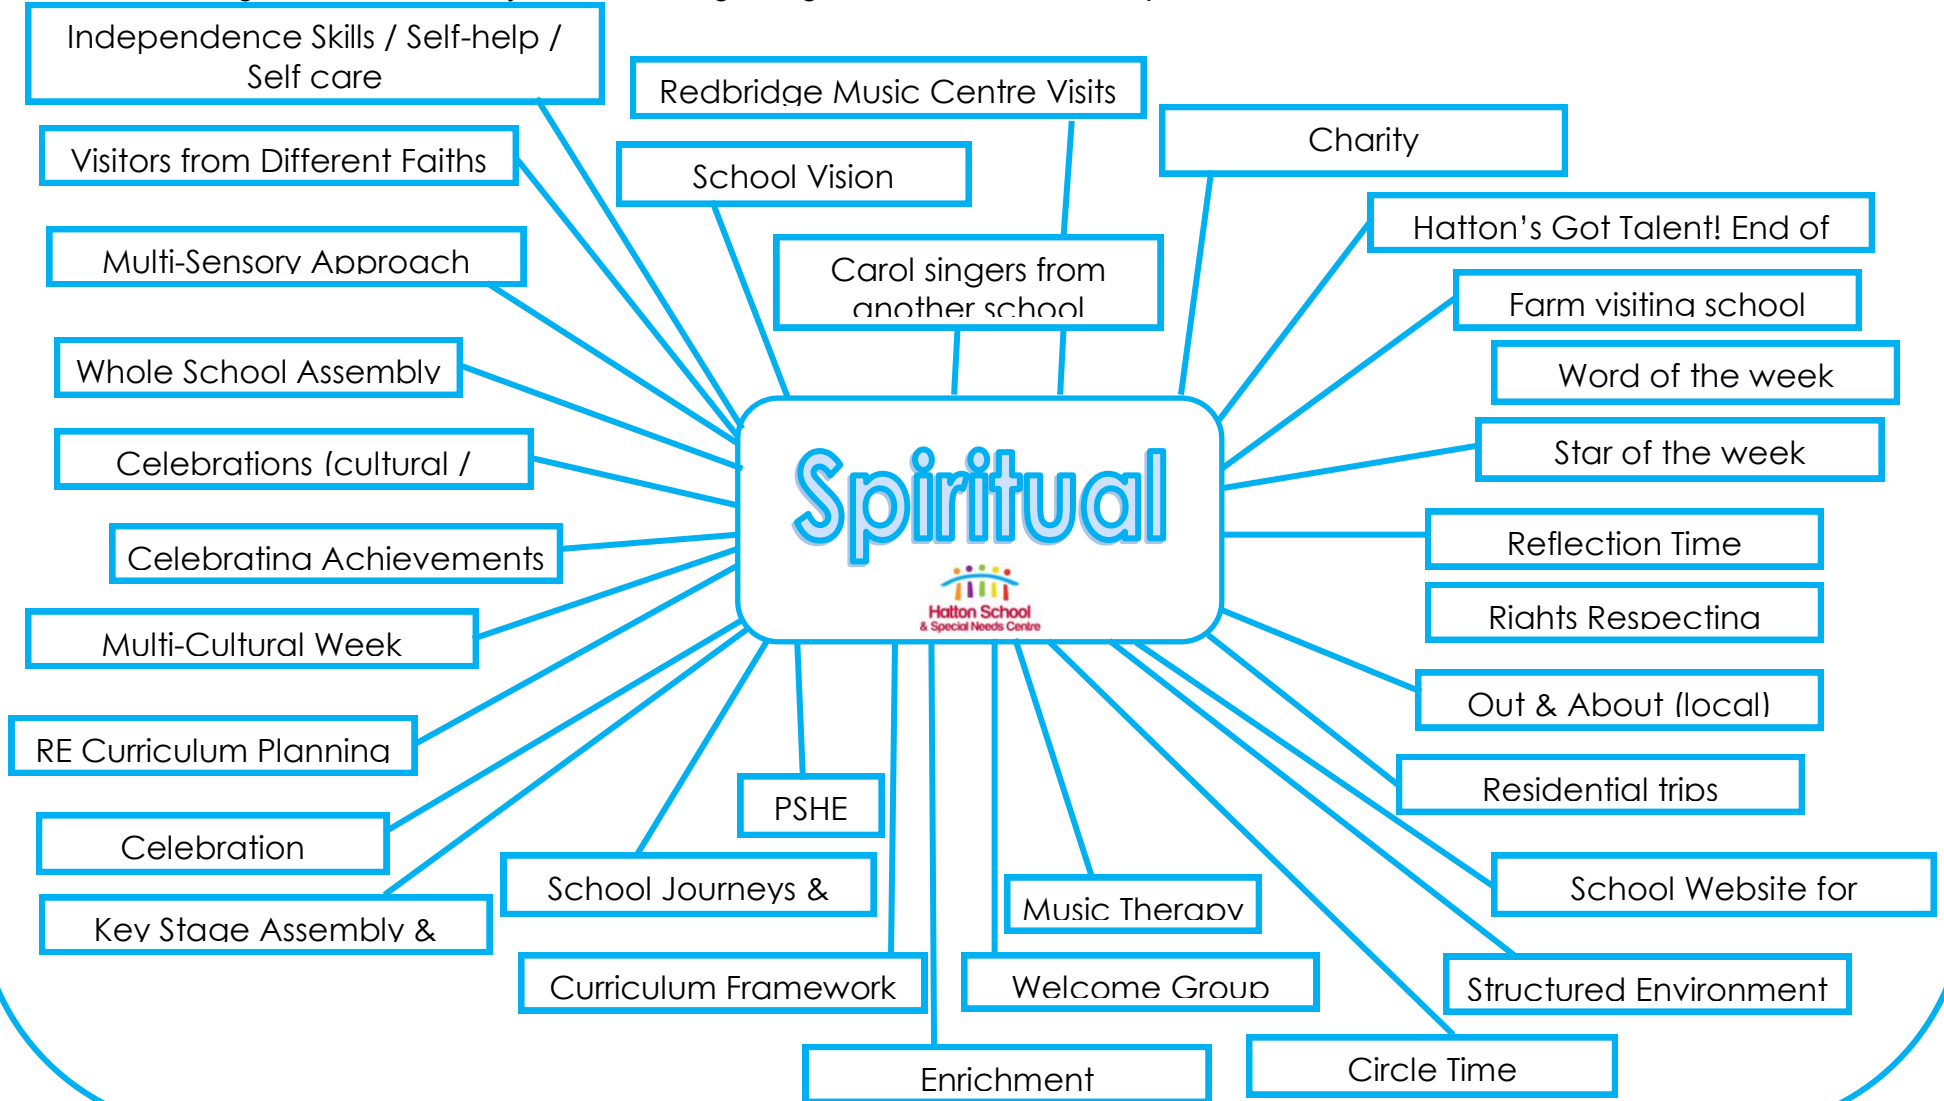 Independence Skills / Self-help /
Self care
Redbridge Music Centre Visits
Charity
Visitors from Different Faiths
School Vision
Hatton's Got Talent! End of
Multi-Sensory Approach
Carol singers from
another school
Farm visiting school
Whole School Assembly
Word of the week
Celebrations (cultural /
Star of the week
Spiritual
Celebrating Achievements
Reflection Time
Hatton School
& Special Needs Centre
Rights Respecting
Multi-Cultural Week
Out & About (local)
RE Curriculum Planning
Residential trips
PSHE
Celebration
School Journeys &
School Website for
Music Therapy
Key Stage Assembly &
Curriculum Framework
Welcome Group
Structured Environment
Enrichment
Circle Time